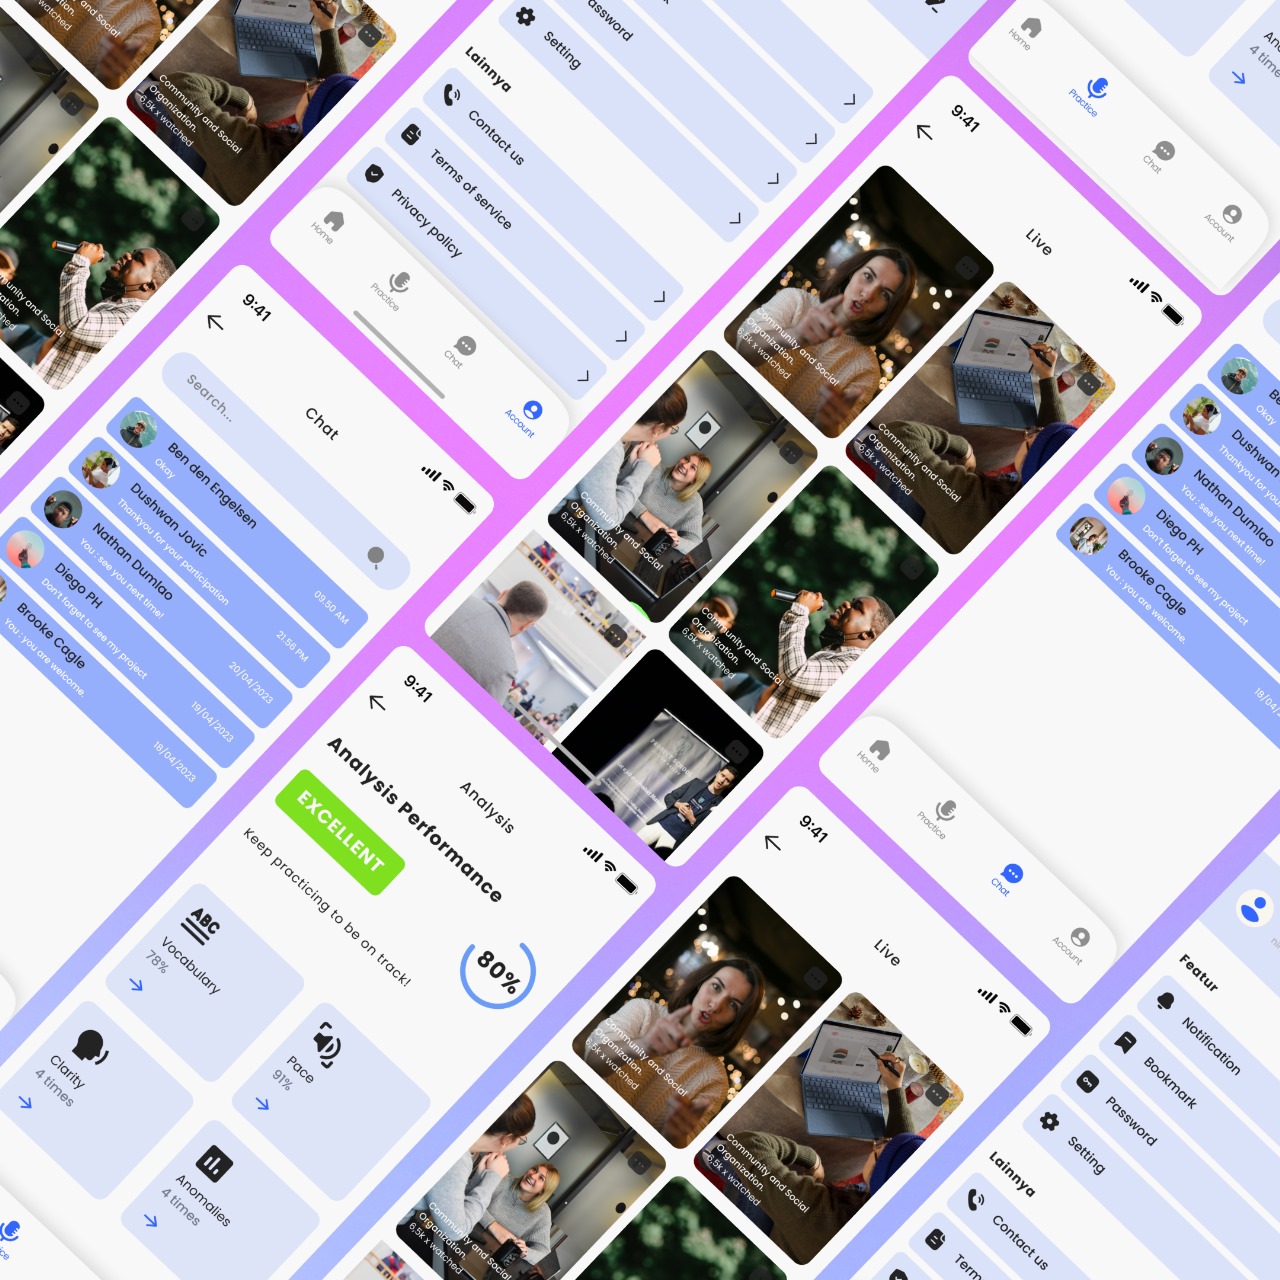 Community and Social
Organization.
6,5k x watched
Community and Social
assword
Setting
Lainnya
Contact us
Terms of service
Privacy policy
Home
Practice
Chat
Account
Home
Practice
Chat
Account
4 times
9:41
Chat
Search...
Ben den Engelsen
Okay
09.50 AM
Dushwan Jovic
Thankyou for your participation
21.56 PM
Nathan Dumlao
You : see you next time!
20/04/2023
Diego PH
Don't forget to see my project
19/04/2023
Brooke Cagle
You : you are welcome.
18/04/2023
9:41
Live
Community and Social
Organization.
6,5k x watched
Community and Social
Organization.
6,5k x watched
Community and Social
Organization.
6,5k x watched
Community and Social
Organization.
6,5k x watched
Okay
Dushwan
Thankyou for yo
Nathan Dumlao
You : see you next time!
Diego PH
Don't forget to see my project
Brooke Cagle
You : you are welcome.
18/04/2
Home
Practice
Chat
Account
9:41
Analysis
Analysis Performance
EXCELLENT
Keep practicing to be on track!
80%
ABC
Vocabulary
78%
Clarity
4 times
Pace
91%
Anomalies
4 times
9:41
Live
Community and Social
Organization.
6,5k x watched
Community and Social
Organization.
6,5k x watched
Community and Social
Organization.
6,5k x watched
Featur
Notification
Bookmark
Password
Setting
Lainnya
Contact us
Term